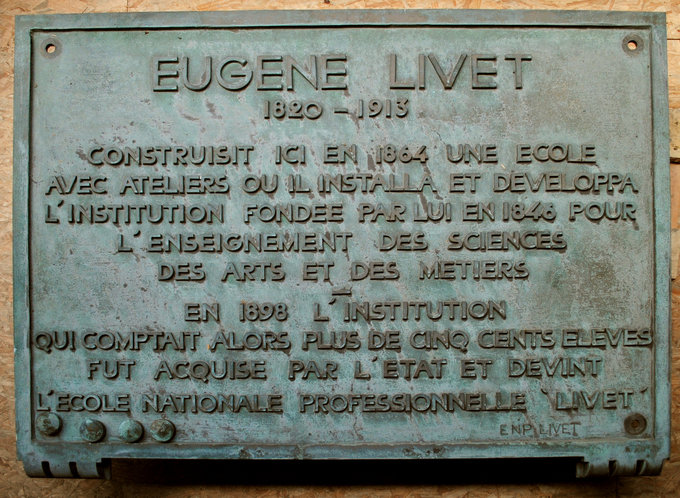 EUGENE LIVET
1820 - 1913
CONSTRUISIT ICI EN 1864 UNE ECOLE
AVEC ATELIERS OU IL INSTALLA ET DEVELOPPA
L'INSTITUTION FONDEE PAR LUI EN 1846 POUR
L'ENSEIGNEMENT DES SCIENCES
DES ARTS ET DES METIERS
—
EN 1898 L'INSTITUTION
QUI COMPTAIT ALORS PLUS DE CINQ CENTS ELEVES
FUT ACQUISE PAR L'ETAT ET DEVINT
L'ECOLE NATIONALE PROFESSIONNELLE "LIVET"
E.N.P. LIVET